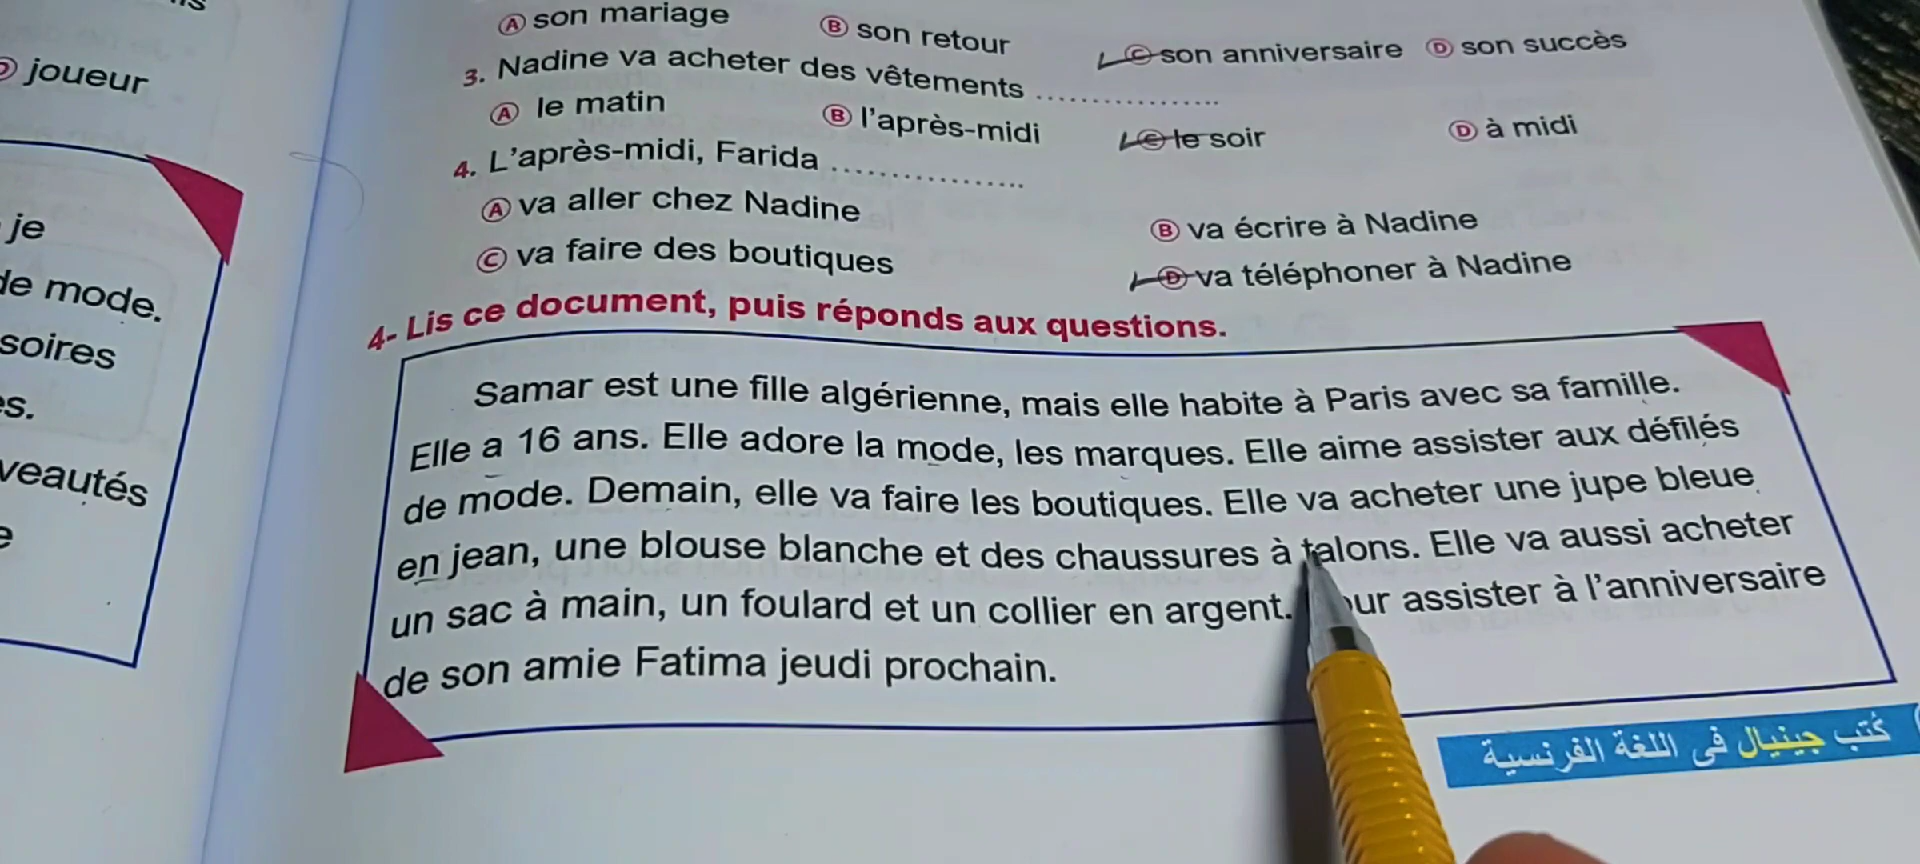 joueur
je
de mode.
soires
s.
veautés
A son mariage B son retour C son anniversaire D son succès
3. Nadine va acheter des vêtements ..................
A le matin B l'après-midi C le soir D à midi
4. L'après-midi, Farida ..................
A va aller chez Nadine B va écrire à Nadine
C va faire des boutiques D va téléphoner à Nadine
4- Lis ce document, puis réponds aux questions.
Samar est une fille algérienne, mais elle habite à Paris avec sa famille.
Elle a 16 ans. Elle adore la mode, les marques. Elle aime assister aux défilés
de mode. Demain, elle va faire les boutiques. Elle va acheter une jupe bleue
en jean, une blouse blanche et des chaussures à talons. Elle va aussi acheter
un sac à main, un foulard et un collier en argent. our assister à l'anniversaire
de son amie Fatima jeudi prochain.
كتب جينيال فى اللغة الفرنسية